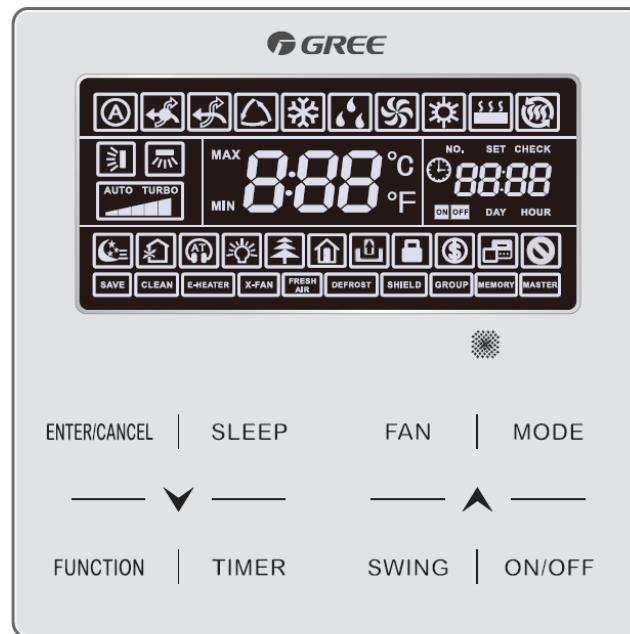 GREE
A
MAX 8:88 °C
MIN °F
NO. SET CHECK
88:88
ON OFF DAY HOUR
AUTO TURBO
AT
$
SAVE CLEAN E-HEATER X-FAN FRESH AIR DEFROST SHIELD GROUP MEMORY MASTER
ENTER/CANCEL SLEEP FAN MODE
FUNCTION TIMER SWING ON/OFF